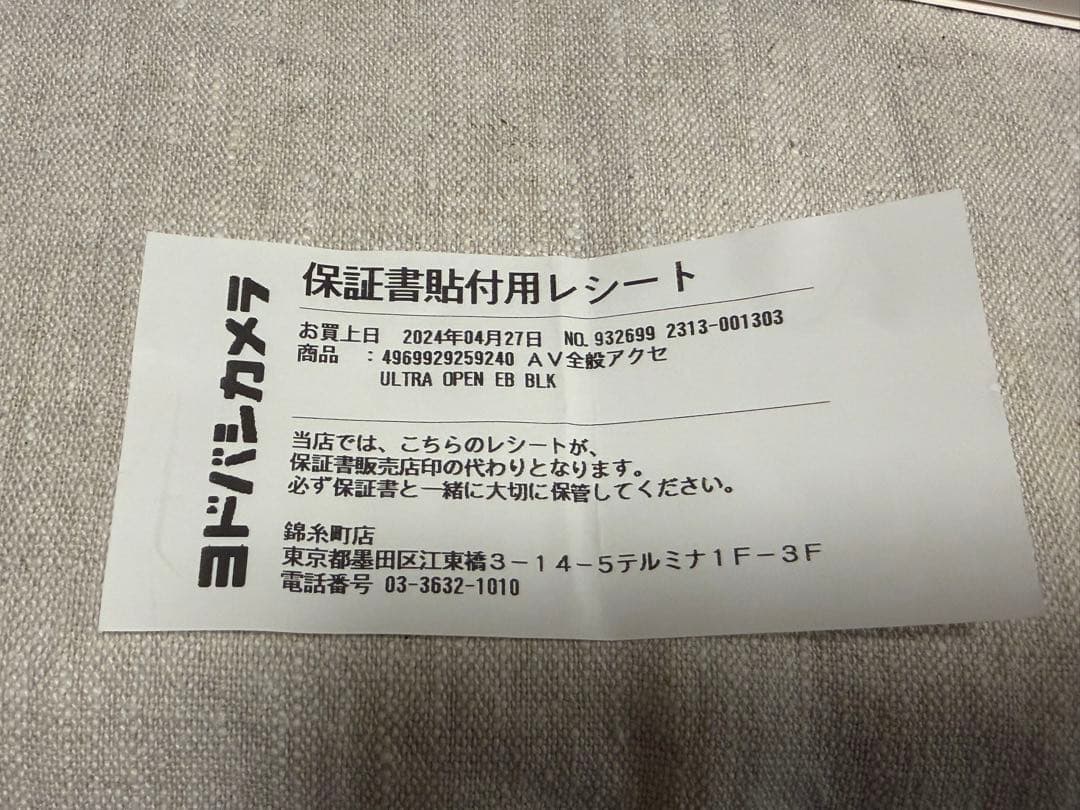 ヨドバシカメラ
保証書貼付用レシート
お買上日 2024年04月27日 NO. 932699 2313-001303
商品 :4969929259240 AV全般アクセ
ULTRA OPEN EB BLK
当店では、こちらのレシートが、
保証書販売店印の代わりとなります。
必ず保証書と一緒に大切に保管してください。
錦糸町店
東京都墨田区江東橋3-14-5テルミナ1F-3F
電話番号 03-3632-1010